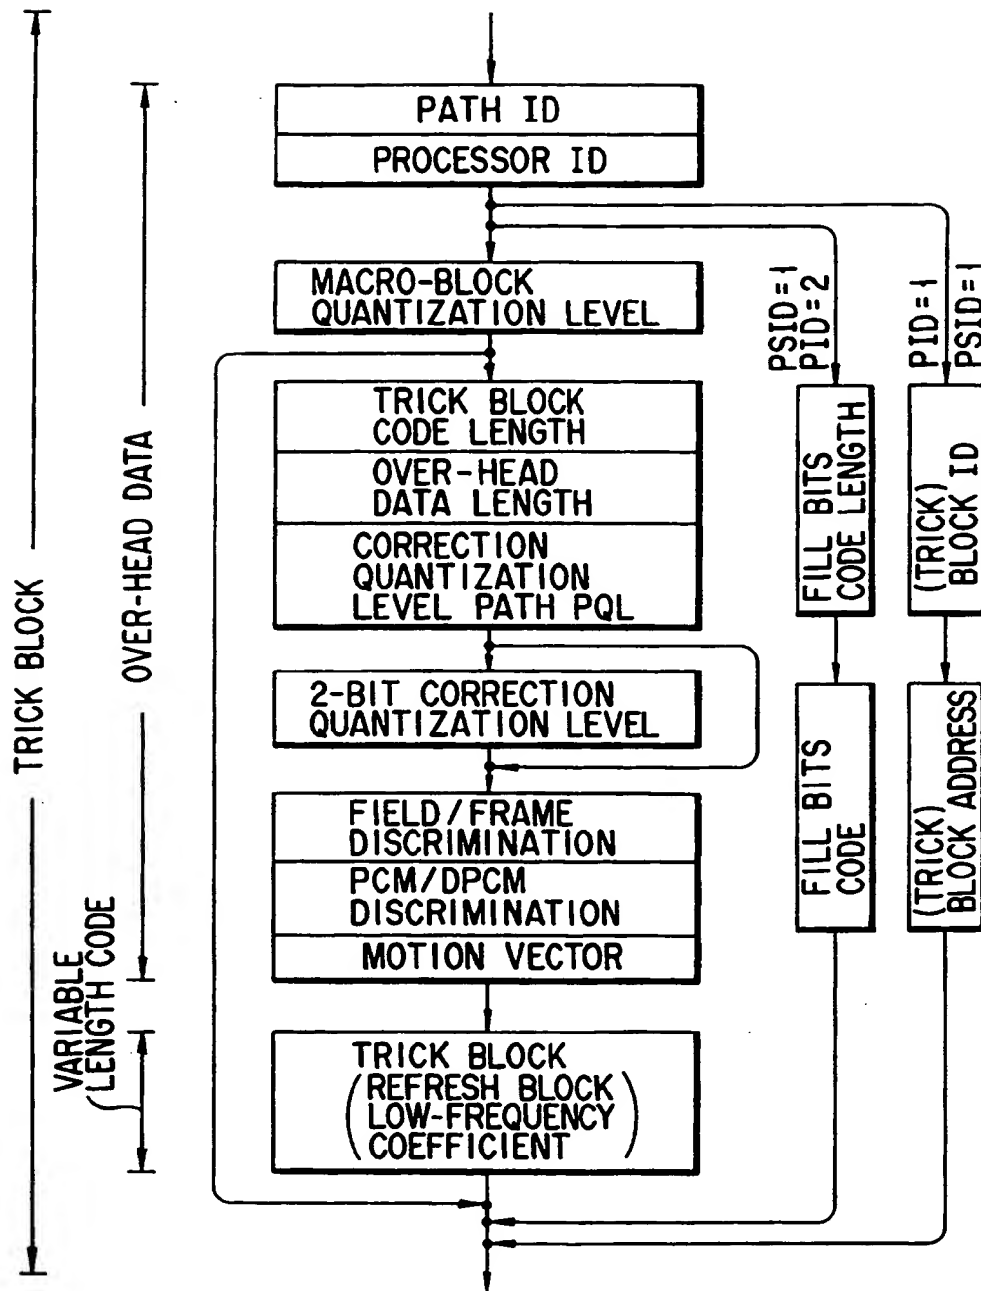 PATH ID
PROCESSOR ID
MACRO-BLOCK
QUANTIZATION LEVEL
TRICK BLOCK
CODE LENGTH
OVER-HEAD
DATA LENGTH
CORRECTION
QUANTIZATION
LEVEL PATH PQL
2-BIT CORRECTION
QUANTIZATION LEVEL
FIELD/FRAME
DISCRIMINATION
PCM/DPCM
DISCRIMINATION
MOTION VECTOR
TRICK BLOCK
(REFRESH BLOCK
LOW-FREQUENCY
COEFFICIENT)
TRICK BLOCK
OVER-HEAD DATA
VARIABLE
LENGTH CODE
PSID=1
PID=2
FILL BITS
CODE LENGTH
FILL BITS
CODE
PID=1
PSID=1
(TRICK)
BLOCK ID
(TRICK)
BLOCK ADDRESS